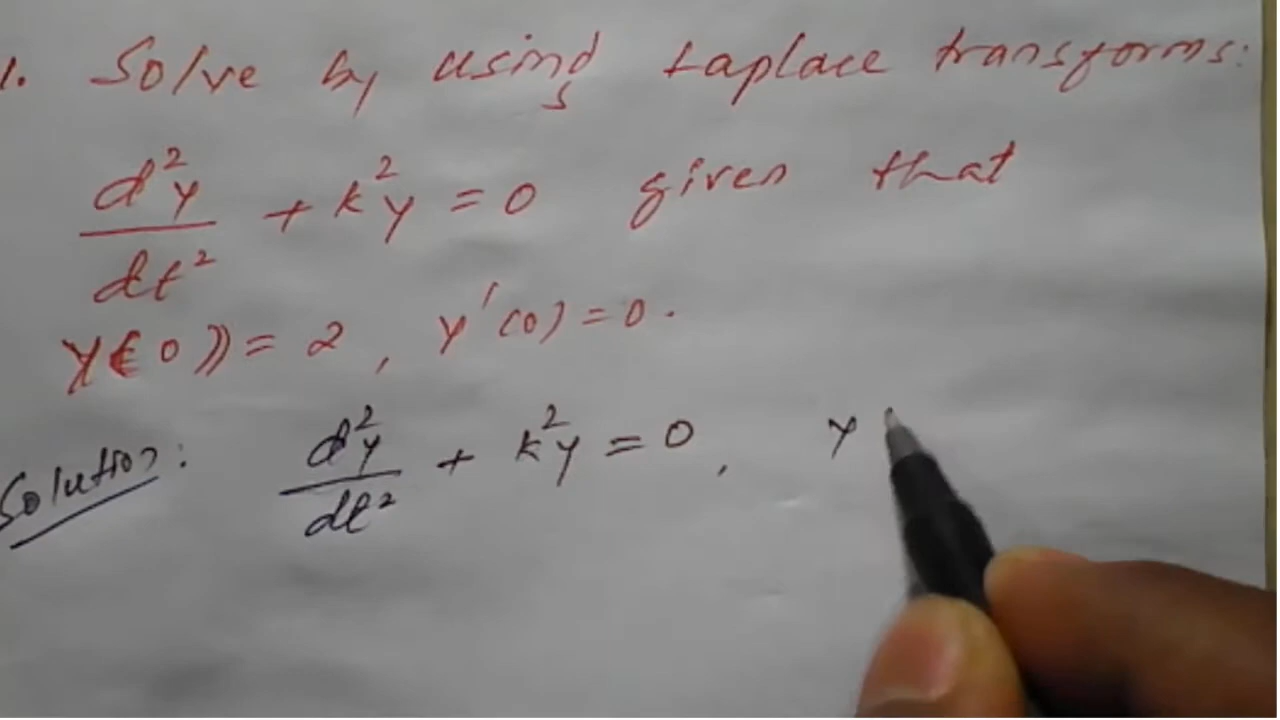 1. Solve by using Laplace transforms:
d²y/dt² + k²y = 0 given that
y(0) = 2, y'(0) = 0.
Solution: d²y/dt² + k²y = 0, y